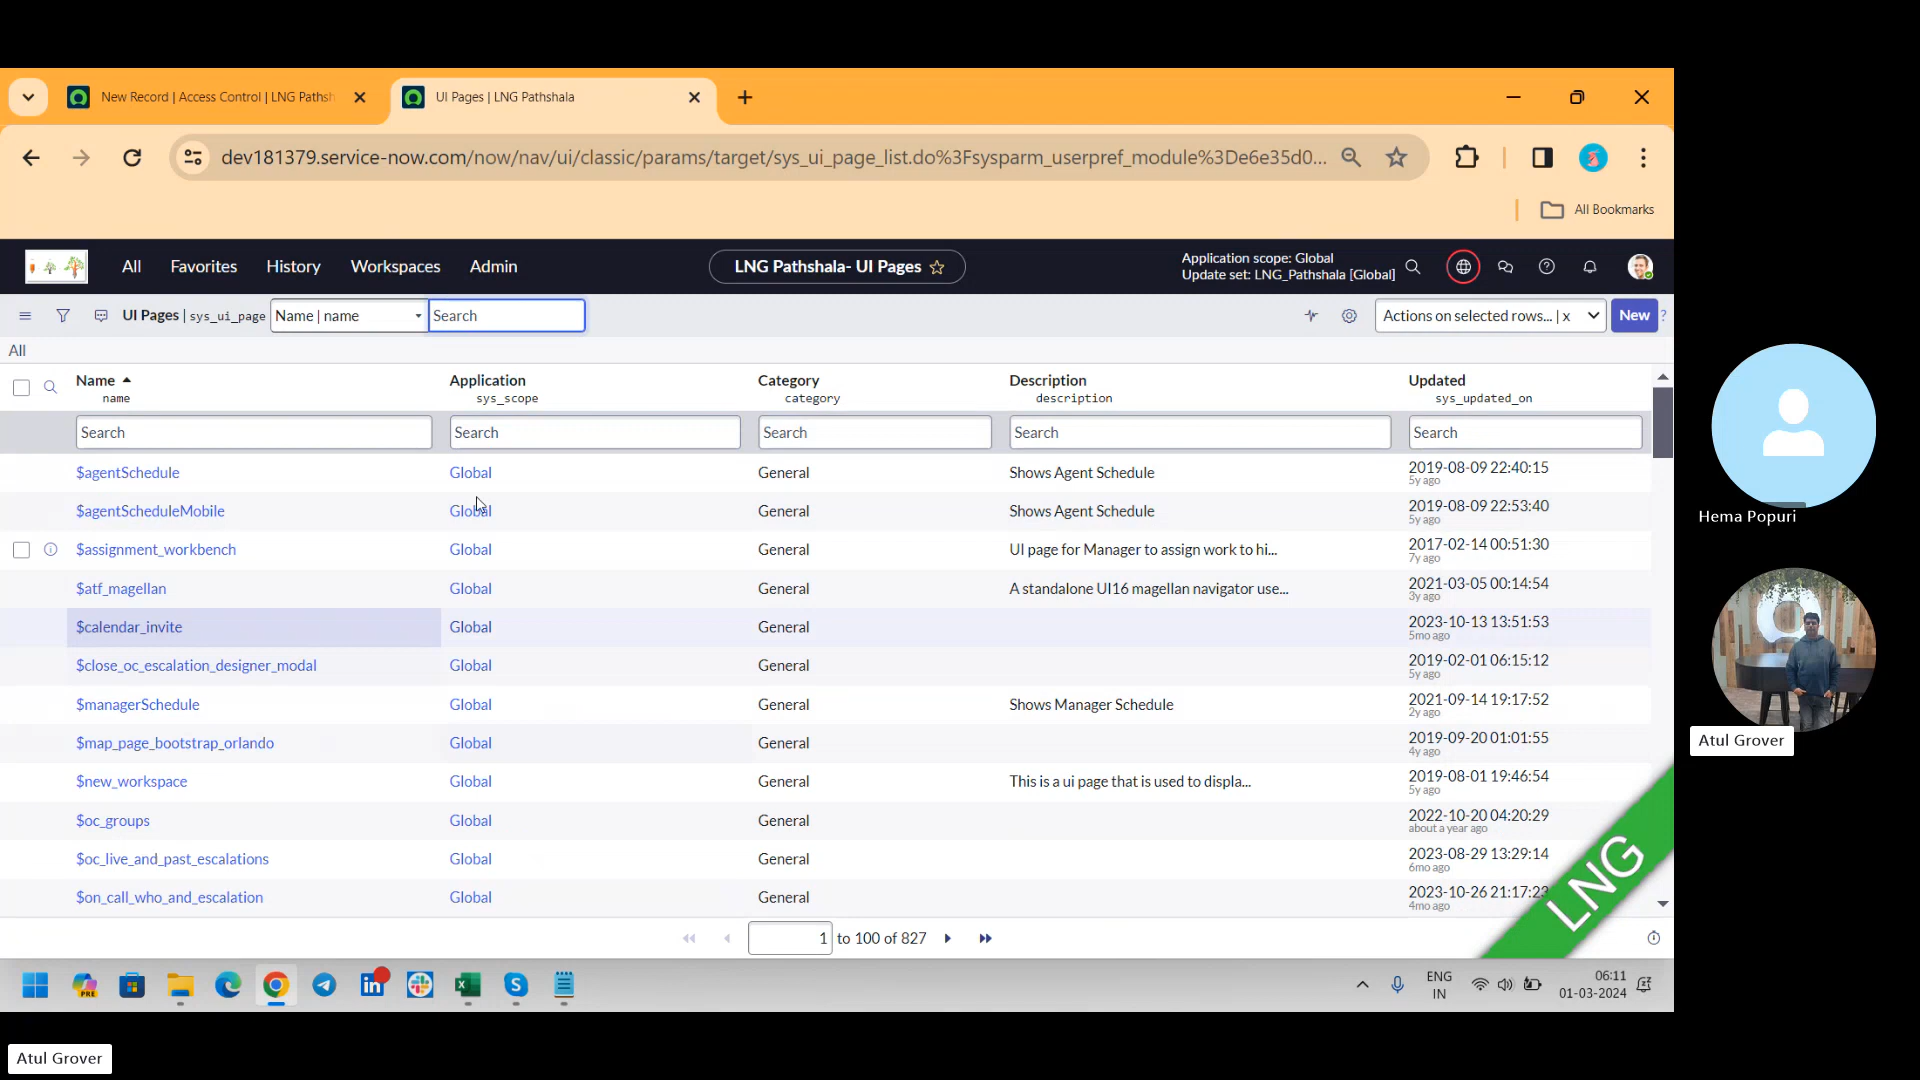 New Record | Access Control | LNG Pathsh
UI Pages | LNG Pathshala
dev181379.service-now.com/now/nav/ui/classic/params/target/sys_ui_page_list.do%3Fsysparm_userpref_module%3De6e35d0...
All Bookmarks
All
Favorites
History
Workspaces
Admin
LNG Pathshala- UI Pages
Application scope: Global
Update set: LNG_Pathshala [Global]
UI Pages | sys_ui_page
Name | name
Search
Actions on selected rows... | x
New
?
All
Name Application Category Description Updated
name sys_scope category description sys_updated_on
Search Search Search Search Search
$agentSchedule Global General Shows Agent Schedule 2019-08-09 22:40:15
5y ago
$agentScheduleMobile Global General Shows Agent Schedule 2019-08-09 22:53:40
5y ago
$assignment_workbench Global General UI page for Manager to assign work to hi... 2017-02-14 00:51:30
7y ago
$atf_magellan Global General A standalone UI16 magellan navigator use... 2021-03-05 00:14:54
3y ago
$calendar_invite Global General 2023-10-13 13:51:53
5mo ago
$close_oc_escalation_designer_modal Global General 2019-02-01 06:15:12
5y ago
$managerSchedule Global General Shows Manager Schedule 2021-09-14 19:17:52
2y ago
$map_page_bootstrap_orlando Global General 2019-09-20 01:01:55
4y ago
$new_workspace Global General This is a ui page that is used to displa... 2019-08-01 19:46:54
5y ago
$oc_groups Global General 2022-10-20 04:20:29
about a year ago
$oc_live_and_past_escalations Global General 2023-08-29 13:29:14
6mo ago
$on_call_who_and_escalation Global General 2023-10-26 21:17:23
4mo ago
1 to 100 of 827
LNG
PRE
ENG
IN
06:11
01-03-2024
Hema Popuri
Atul Grover
Atul Grover